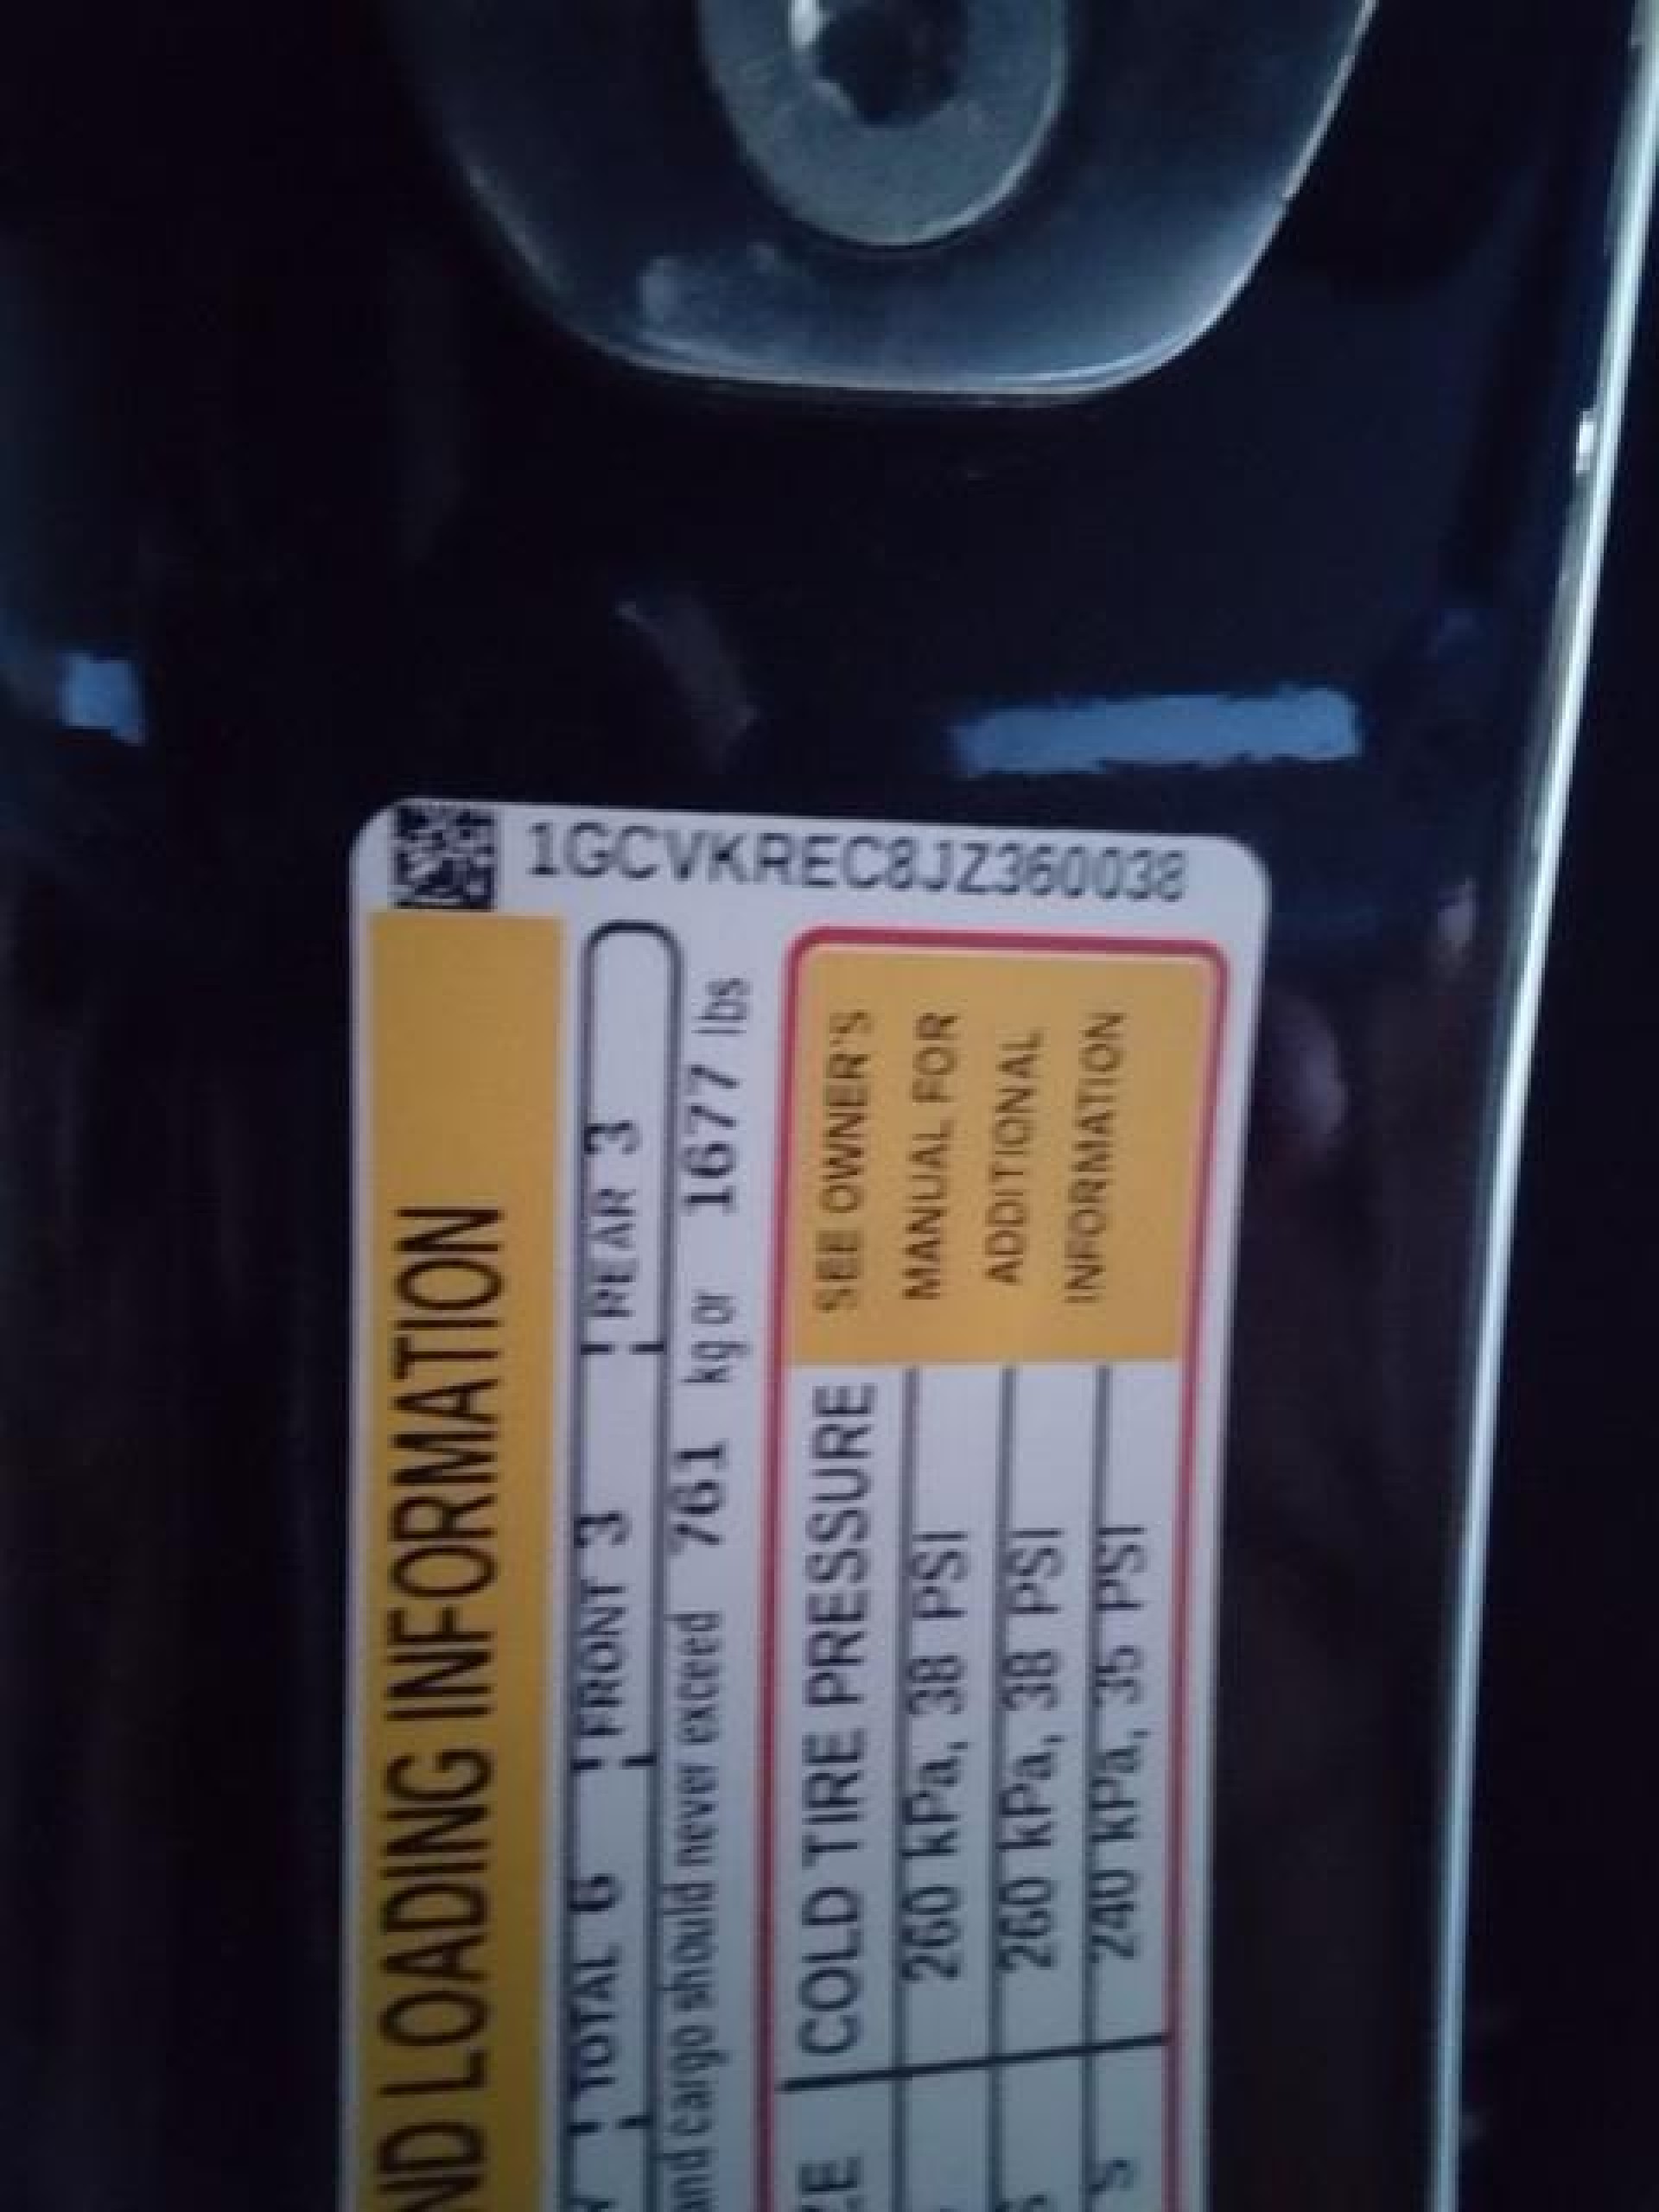 1GCVKREC8JZ360038
ND LOADING INFORMATION
TOTAL 6 FRONT 3 REAR 3
and cargo should never exceed 761 kg or 1677 lbs
COLD TIRE PRESSURE
260 kPa, 38 PSI
260 kPa, 38 PSI
240 kPa, 35 PSI
SEE OWNER'S
MANUAL FOR
ADDITIONAL
INFORMATION